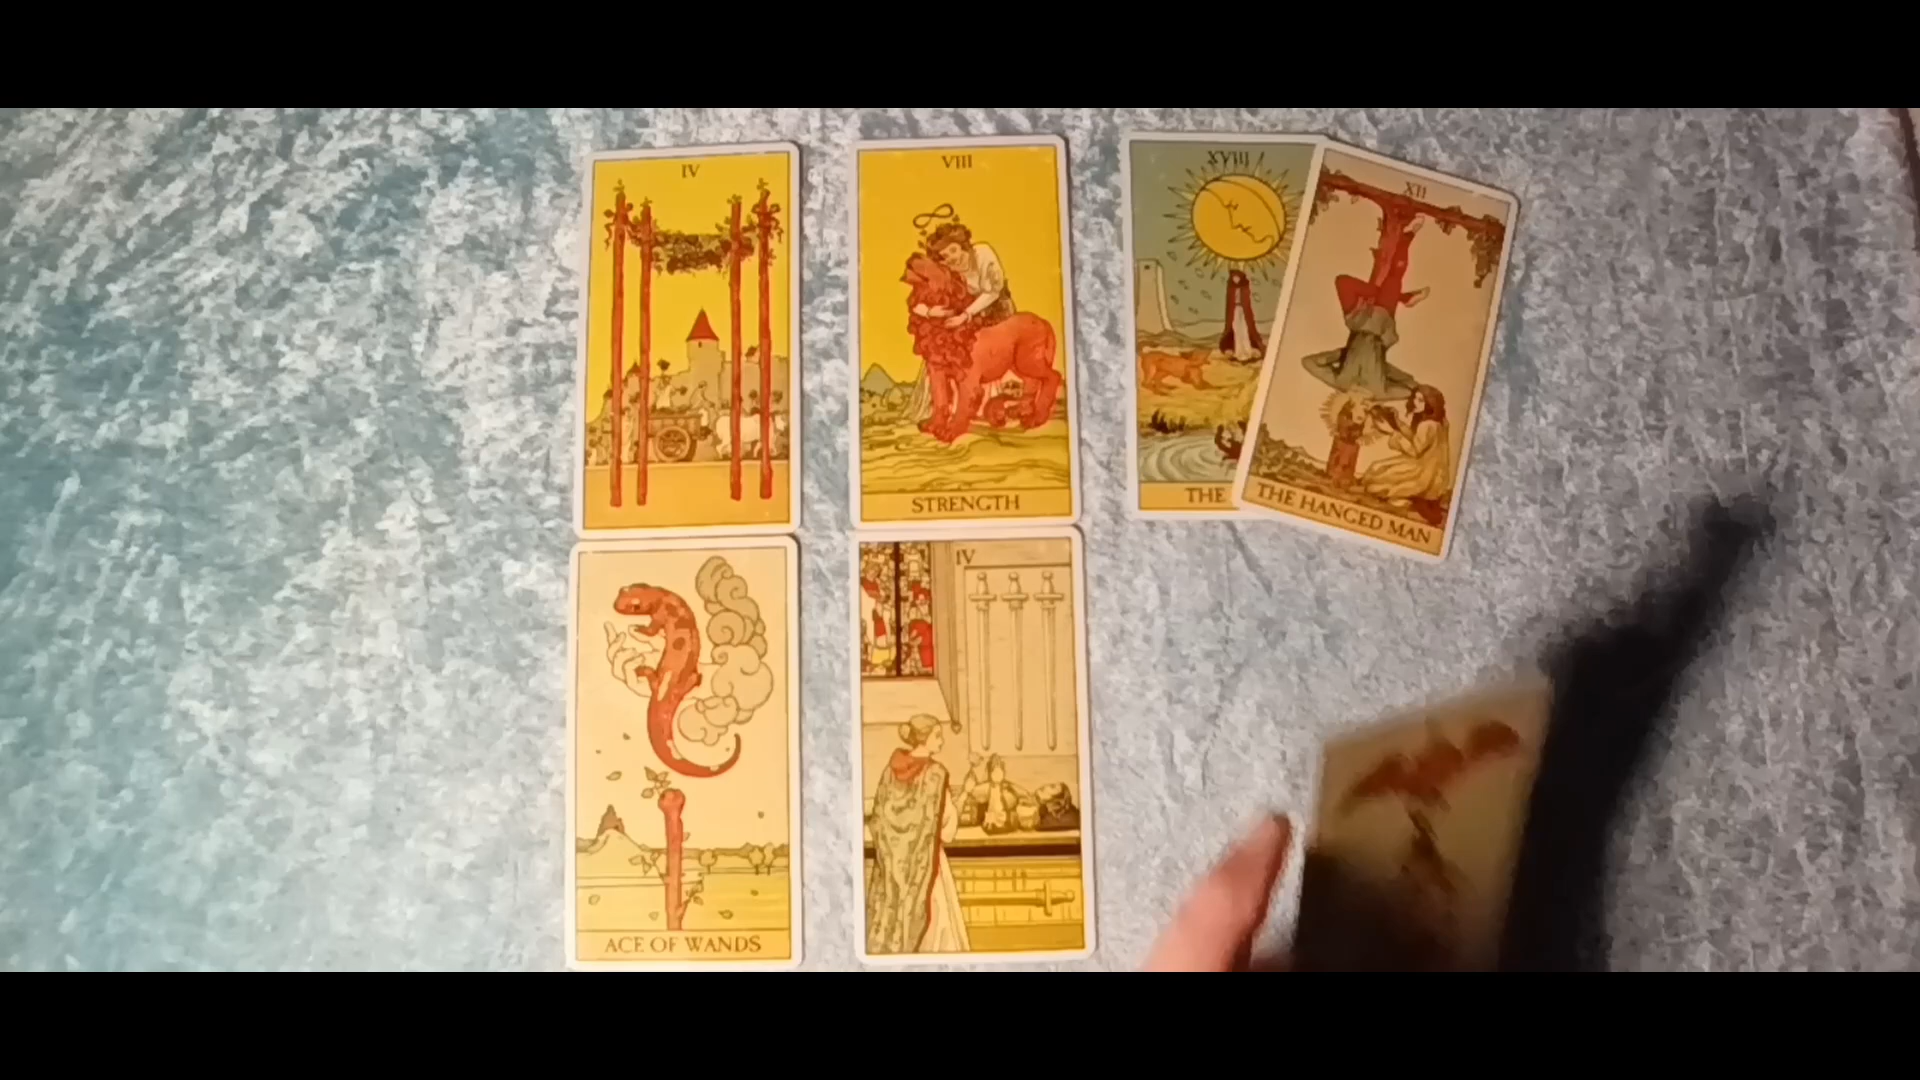 IV
VIII
STRENGTH
XVIII
THE
XII
THE HANGED MAN
ACE OF WANDS
IV